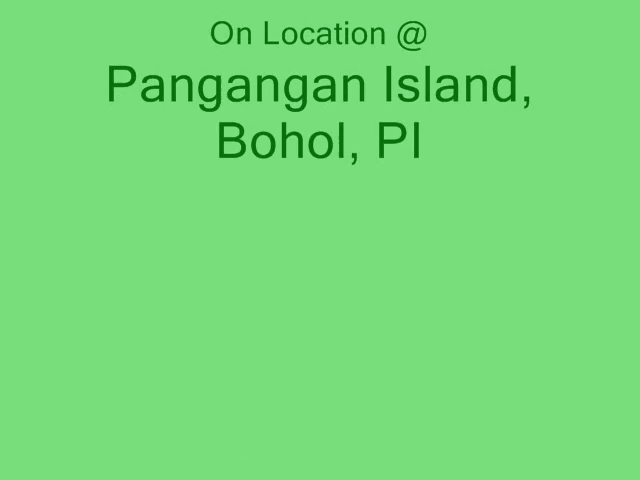 On Location @
Pangangan Island,
Bohol, PI